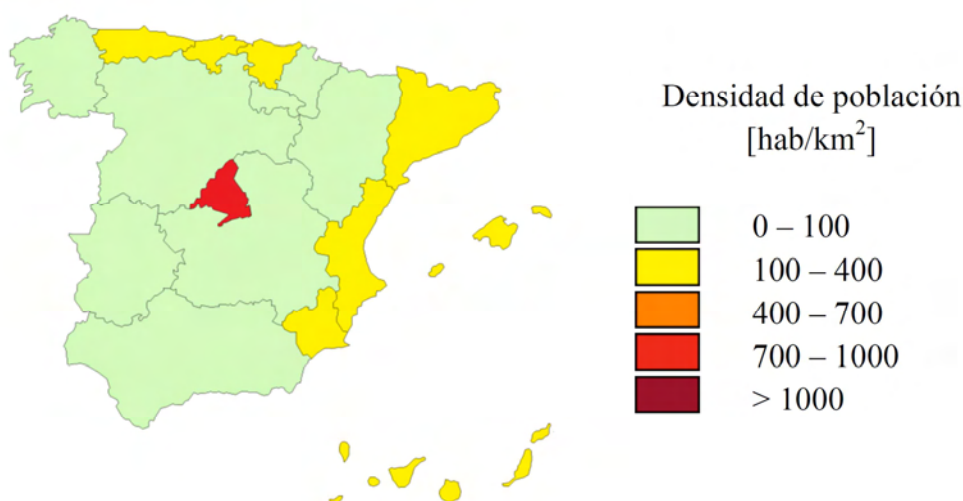 Densidad de población
[hab/km²]
0 – 100
100 – 400
400 – 700
700 – 1000
> 1000